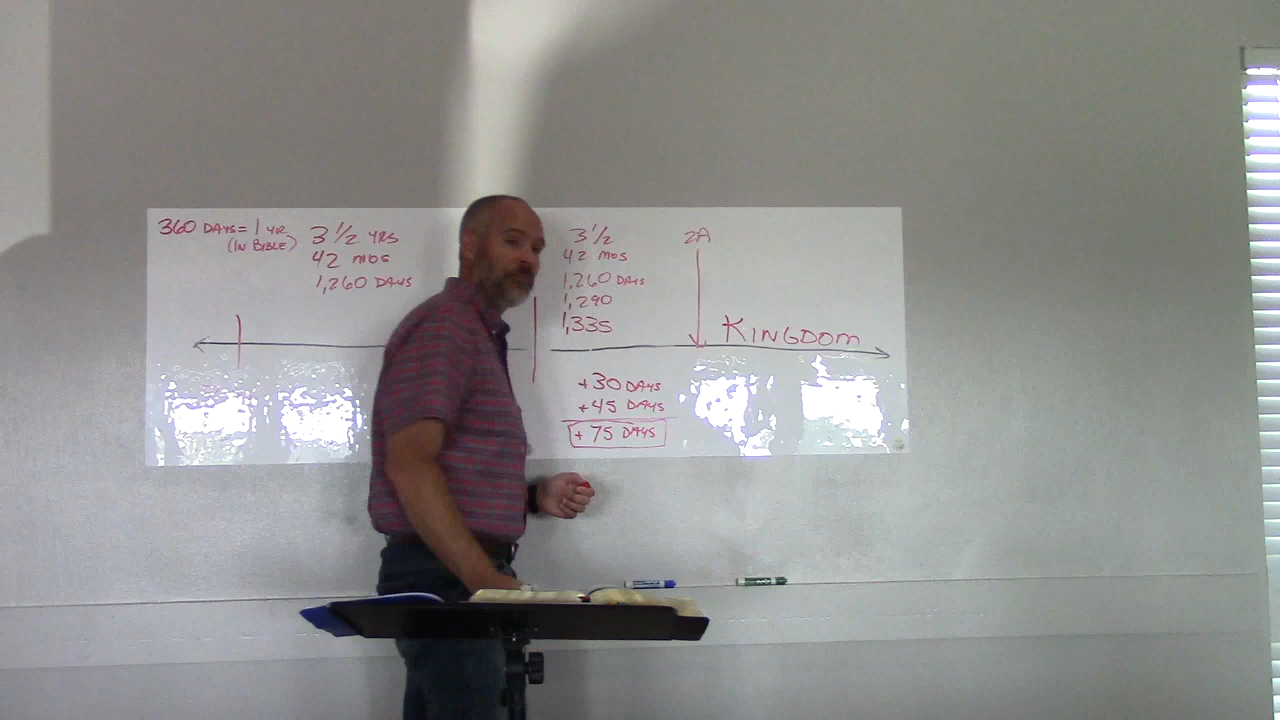 360 DAYS = 1 YR
(IN BIBLE)
3 1/2 YRS
42 MOS
1,260 DAYS
3 1/2
42 MOS
1,260 DAYS
1,290
1,335
2A
KINGDOM
+30 DAYS
+45 DAYS
+75 DAYS